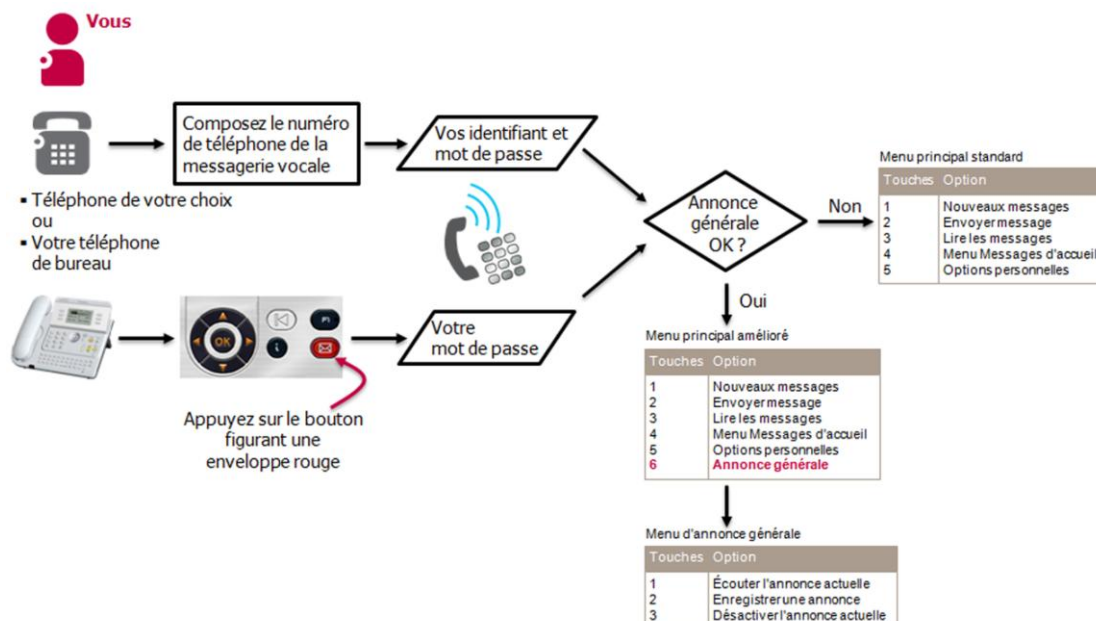 Vous
Composez le numéro
de téléphone de la
messagerie vocale
Vos identifiant et
mot de passe
▪ Téléphone de votre choix
ou
▪ Votre téléphone
de bureau
Annonce
générale
OK ?
Non
Menu principal standard
Touches Option
1 Nouveaux messages
2 Envoyer message
3 Lire les messages
4 Menu Messages d'accueil
5 Options personnelles
OK
i
Appuyez sur le bouton
figurant une
enveloppe rouge
Votre
mot de passe
Oui
Menu principal amélioré
Touches Option
1 Nouveaux messages
2 Envoyer message
3 Lire les messages
4 Menu Messages d'accueil
5 Options personnelles
6 Annonce générale
Menu d'annonce générale
Touches Option
1 Écouter l'annonce actuelle
2 Enregistrer une annonce
3 Désactiver l'annonce actuelle